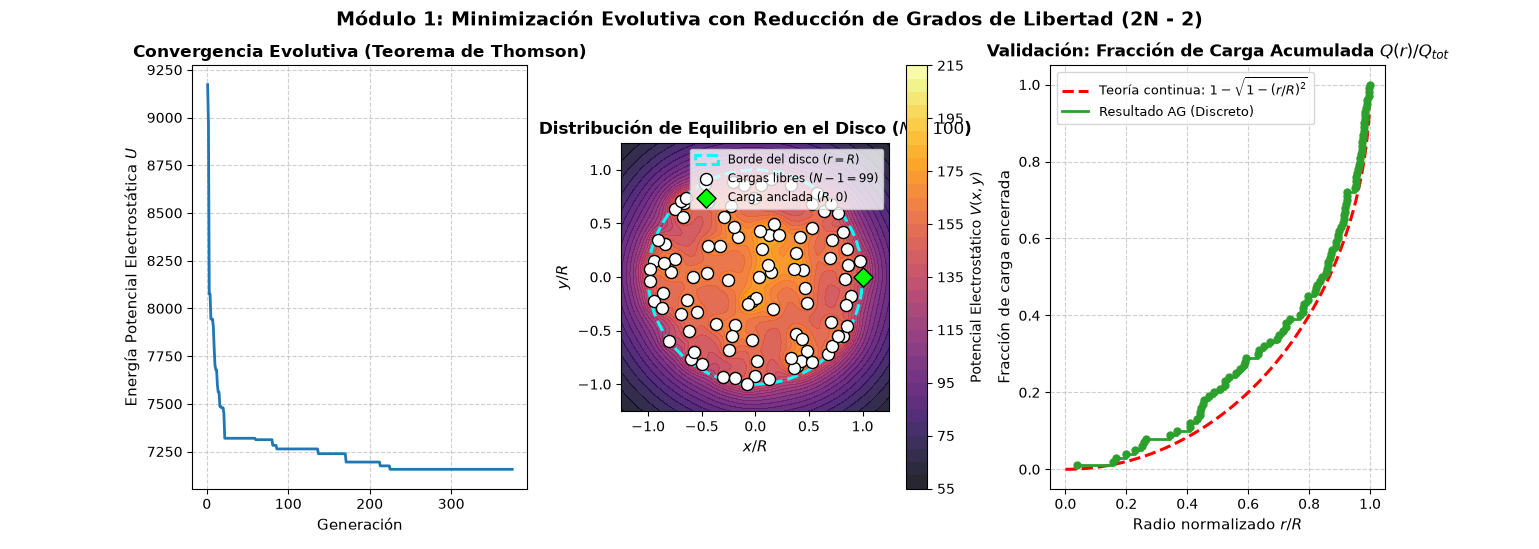 Módulo 1: Minimización Evolutiva con Reducción de Grados de Libertad (2N - 2)
Convergencia Evolutiva (Teorema de Thomson)
Energía Potencial Electrostática U
9250
9000
8750
8500
8250
8000
7750
7500
7250
0
100
200
300
Generación
Distribución de Equilibrio en el Disco (N 100)
Borde del disco (r = R)
Cargas libres (N − 1 = 99)
Carga anclada (R, 0)
y/R
1.0
0.5
0.0
−0.5
−1.0
−1.0
−0.5
0.0
0.5
1.0
x/R
215
195
175
155
135
115
95
75
55
Potencial Electrostático V(x, y)
Validación: Fracción de Carga Acumulada Q(r)/Qtot
Teoría continua: 1 − √1 − (r/R)²
Resultado AG (Discreto)
Fracción de carga encerrada
1.0
0.8
0.6
0.4
0.2
0.0
0.0
0.2
0.4
0.6
0.8
1.0
Radio normalizado r/R